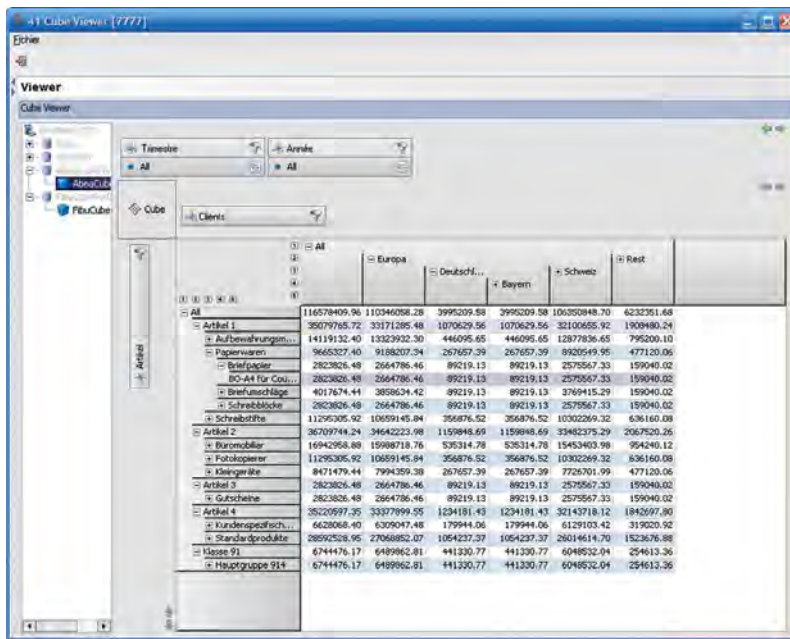 41 Cube Viewer [7777]
Fichier
Viewer
Cube Viewer
Trimestre Année
All All
AbeaCube
FibuCube
Cube
Clients
Artikel
All
Europa Rest
Deutschl... Schweiz
Bayern
All 116578409.96 110346058.28 3995209.58 3995209.58 106350848.70 6232351.68
Artikel 1 35079765.72 33171285.48 1070629.56 1070629.56 32100655.92 1908480.24
Aufbewahrungsm... 14119132.40 13323932.30 446095.65 446095.65 12877836.65 795200.10
Papierwaren 9665327.40 9188207.34 267657.39 267657.39 8920549.95 477120.06
Briefpapier 2823826.48 2664786.46 89219.13 89219.13 2575567.33 159040.02
BO-A4 für Cou... 2823826.48 2664786.46 89219.13 89219.13 2575567.33 159040.02
Briefumschläge 4017674.44 3858634.42 89219.13 89219.13 3769415.29 159040.02
Schreibblöcke 2823826.48 2664786.46 89219.13 89219.13 2575567.33 159040.02
Schreibstifte 11295305.92 10659145.84 356876.52 356876.52 10302269.32 636160.08
Artikel 2 36709744.24 34642223.98 1159848.69 1159848.69 33482375.29 2067520.26
Büromobiliar 16942958.88 15988718.76 535314.78 535314.78 15453403.98 954240.12
Fotokopierer 11295305.92 10659145.84 356876.52 356876.52 10302269.32 636160.08
Kleingeräte 8471479.44 7994359.38 267657.39 267657.39 7726701.99 477120.06
Artikel 3 2823826.48 2664786.46 89219.13 89219.13 2575567.33 159040.02
Gutscheine 2823826.48 2664786.46 89219.13 89219.13 2575567.33 159040.02
Artikel 4 35220597.35 33377899.55 1234181.43 1234181.43 32143718.12 1842697.80
Kundenspezifisch... 6628068.40 6309047.48 179944.06 179944.06 6129103.42 319020.92
Standardprodukte 28592528.95 27068852.07 1054237.37 1054237.37 26014614.70 1523676.88
Klasse 91 6744476.17 6489862.81 441330.77 441330.77 6048532.04 254613.36
Hauptgruppe 914 6744476.17 6489862.81 441330.77 441330.77 6048532.04 254613.36